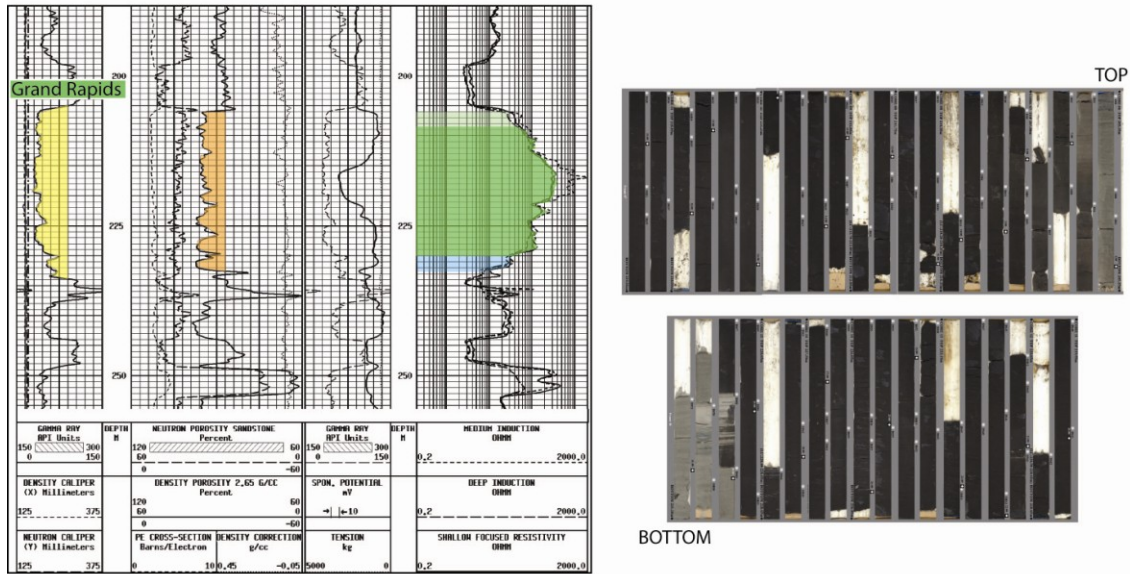 TOP
200
Grand Rapids
200
225
225
250
250
GAMMA RAY
API Units
150 300
0 150
DEPTH
M
NEUTRON POROSITY SANDSTONE
Percent
120 60
60 0
0 -60
GAMMA RAY
API Units
150 300
0 150
DEPTH
M
MEDIUM INDUCTION
OHMM
0.2 2000.0
DENSITY CALIPER
(X) Millimeters
125 375
DENSITY POROSITY 2.65 G/CC
Percent
120 60
60 0
0 -60
SPON. POTENTIAL
mV
→| |←10
DEEP INDUCTION
OHMM
0.2 2000.0
NEUTRON CALIPER
(Y) Millimeters
125 375
PE CROSS-SECTION
Barns/Electron
0 10
DENSITY CORRECTION
g/cc
0.45 -0.05
TENSION
kg
5000 0
SHALLOW FOCUSED RESISTIVITY
OHMM
0.2 2000.0
BOTTOM